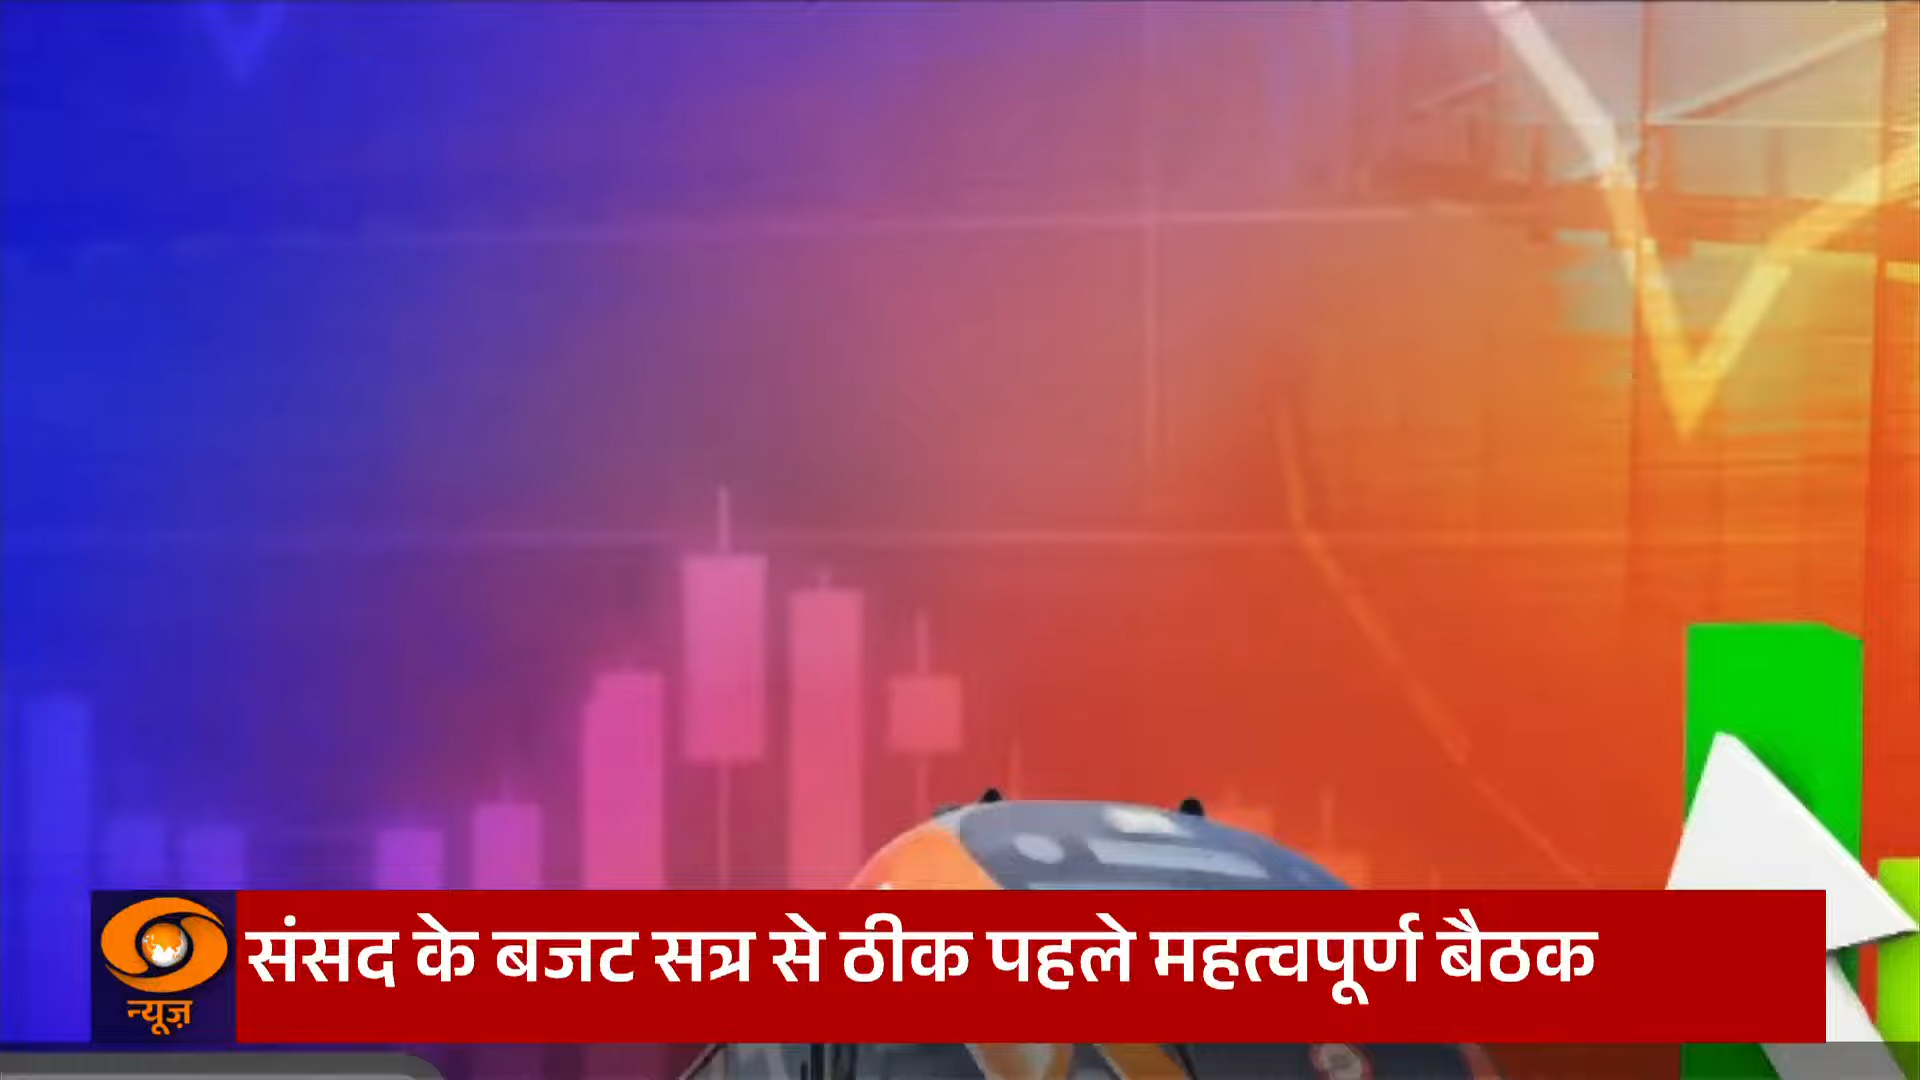 संसद के बजट सत्र से ठीक पहले महत्वपूर्ण बैठक
न्यूज़